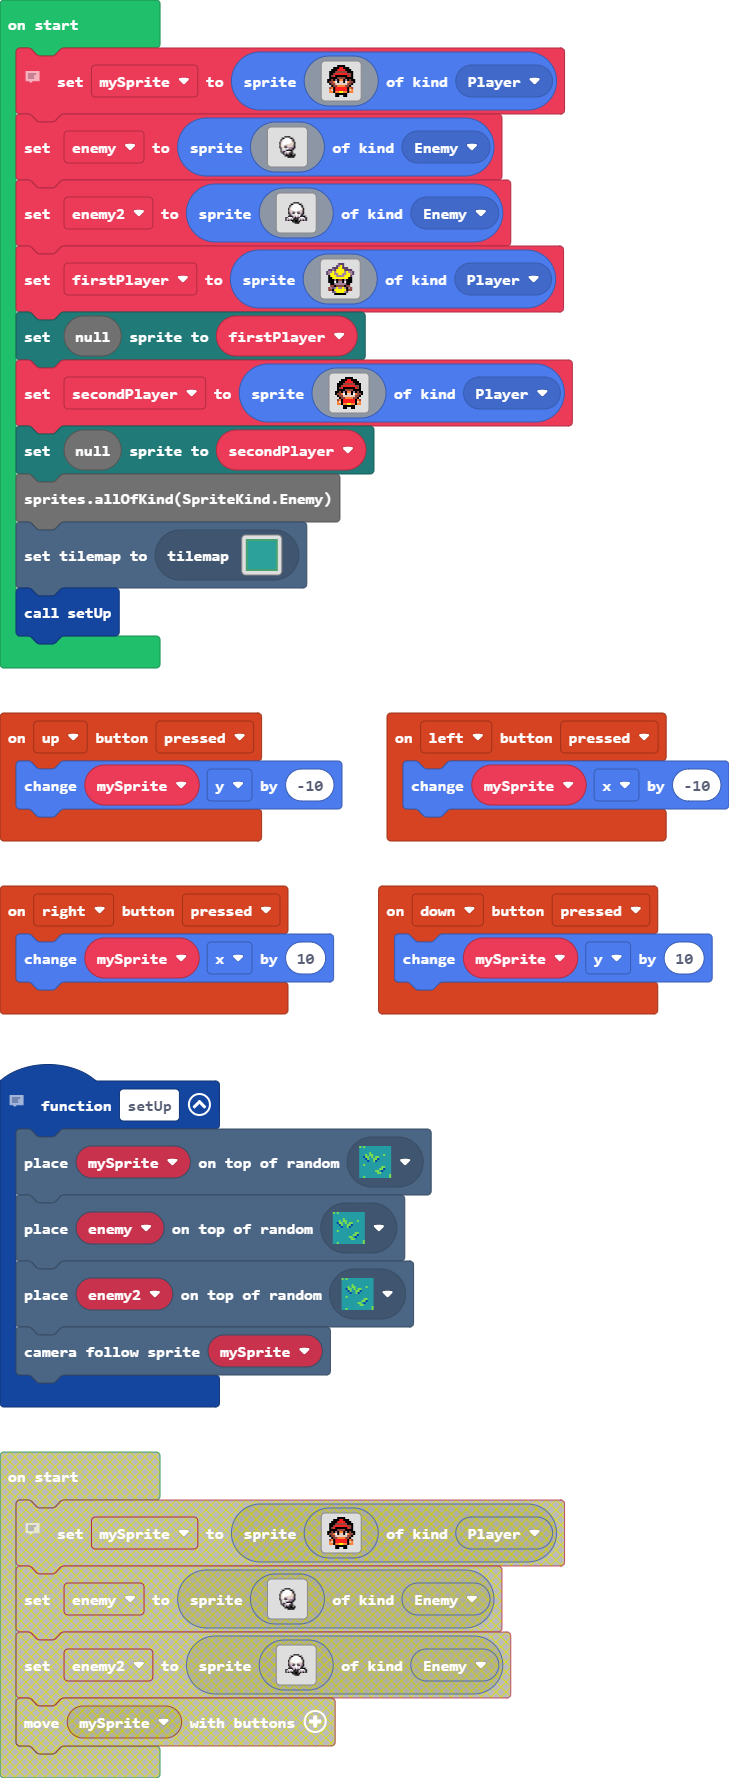 on start
set mySprite to sprite of kind Player
set enemy to sprite of kind Enemy
set enemy2 to sprite of kind Enemy
set firstPlayer to sprite of kind Player
set null sprite to firstPlayer
set secondPlayer to sprite of kind Player
set null sprite to secondPlayer
sprites.allOfKind(SpriteKind.Enemy)
set tilemap to tilemap
call setUp
on up button pressed
change mySprite y by -10
on left button pressed
change mySprite x by -10
on right button pressed
change mySprite x by 10
on down button pressed
change mySprite y by 10
function setUp
place mySprite on top of random
place enemy on top of random
place enemy2 on top of random
camera follow sprite mySprite
on start
set mySprite to sprite of kind Player
set enemy to sprite of kind Enemy
set enemy2 to sprite of kind Enemy
move mySprite with buttons